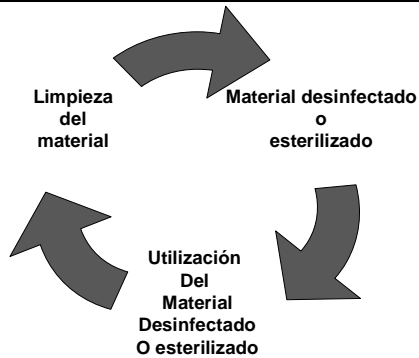 Limpieza
del
material
Material desinfectado
o
esterilizado
Utilización
Del
Material
Desinfectado
O esterilizado